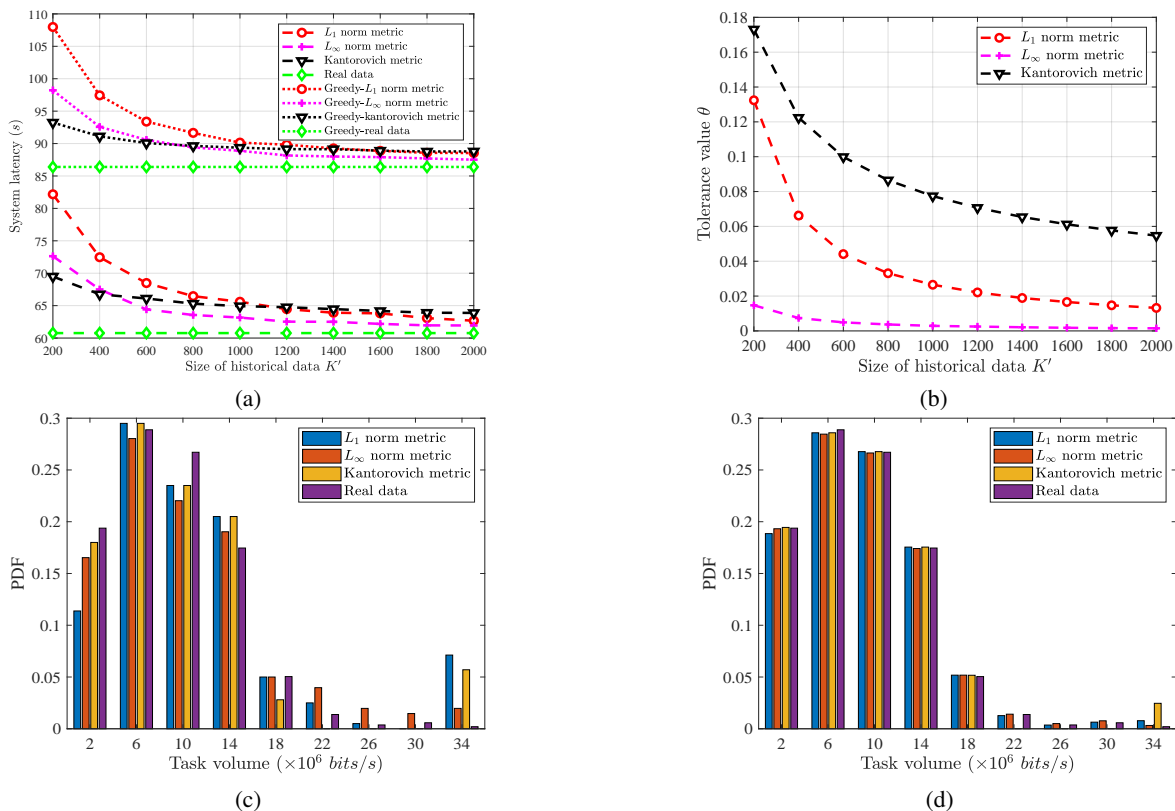 110
105
100
95
90
85
80
75
70
65
60
System latency (s)
200 400 600 800 1000 1200 1400 1600 1800 2000
Size of historical data K′
L₁ norm metric
L∞ norm metric
Kantorovich metric
Real data
Greedy-L₁ norm metric
Greedy-L∞ norm metric
Greedy-kantorovich metric
Greedy-real data
(a)
0.18
0.16
0.14
0.12
0.1
0.08
0.06
0.04
0.02
0
Tolerance value θ
200 400 600 800 1000 1200 1400 1600 1800 2000
Size of historical data K′
L₁ norm metric
L∞ norm metric
Kantorovich metric
(b)
0.3
0.25
0.2
0.15
0.1
0.05
0
PDF
2 6 10 14 18 22 26 30 34
Task volume (×10⁶ bits/s)
L₁ norm metric
L∞ norm metric
Kantorovich metric
Real data
(c)
0.3
0.25
0.2
0.15
0.1
0.05
0
PDF
2 6 10 14 18 22 26 30 34
Task volume (×10⁶ bits/s)
L₁ norm metric
L∞ norm metric
Kantorovich metric
Real data
(d)